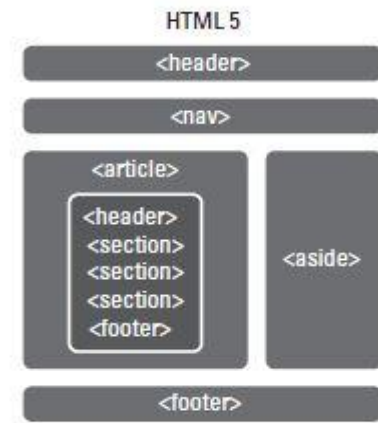 HTML 5
<header>
<nav>
<article>
<header>
<section>
<section>
<section>
<footer>
<aside>
<footer>